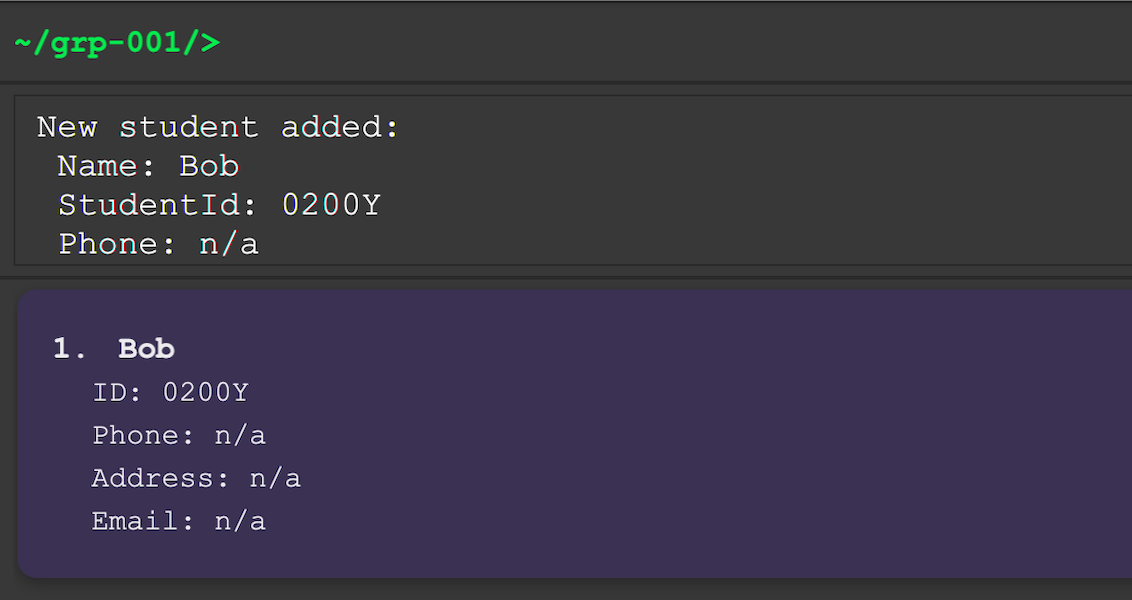 ~/grp-001/>
New student added:
Name: Bob
StudentId: 0200Y
Phone: n/a
1. Bob
ID: 0200Y
Phone: n/a
Address: n/a
Email: n/a